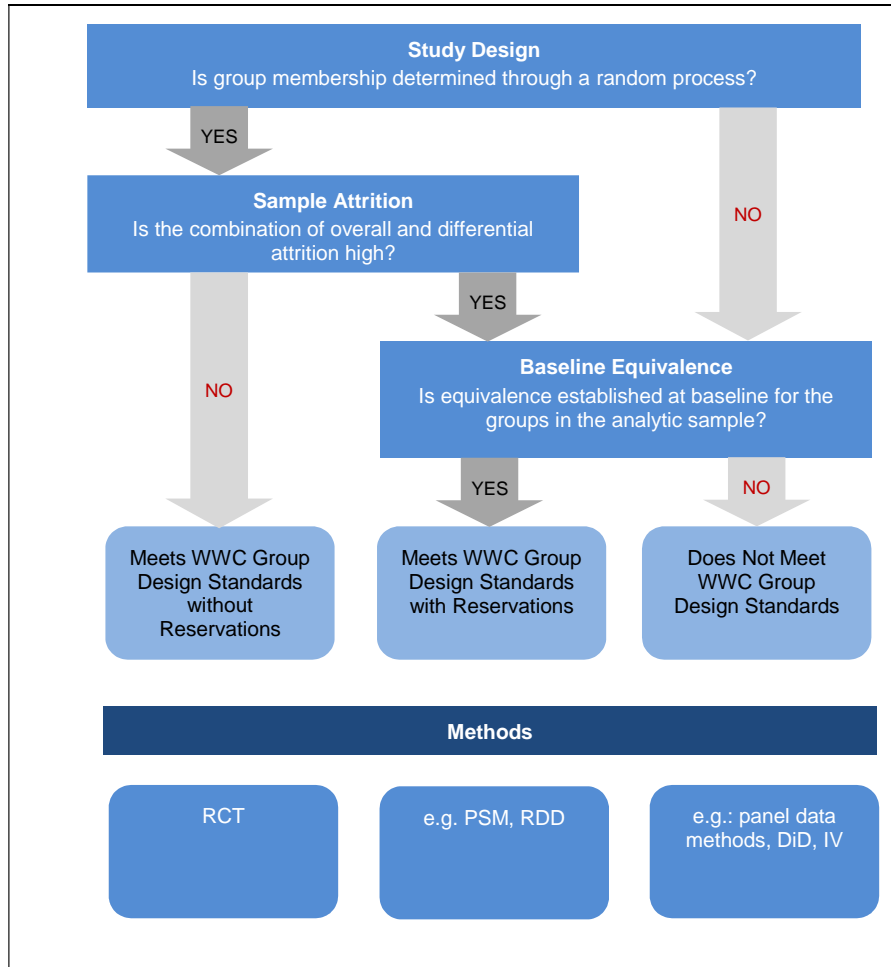 Study Design
Is group membership determined through a random process?
YES
Sample Attrition
Is the combination of overall and differential
attrition high?
NO
YES
NO
Baseline Equivalence
Is equivalence established at baseline for the
groups in the analytic sample?
YES
NO
Meets WWC Group
Design Standards
without
Reservations
Meets WWC Group
Design Standards
with Reservations
Does Not Meet
WWC Group
Design Standards
Methods
RCT
e.g. PSM, RDD
e.g.: panel data
methods, DiD, IV